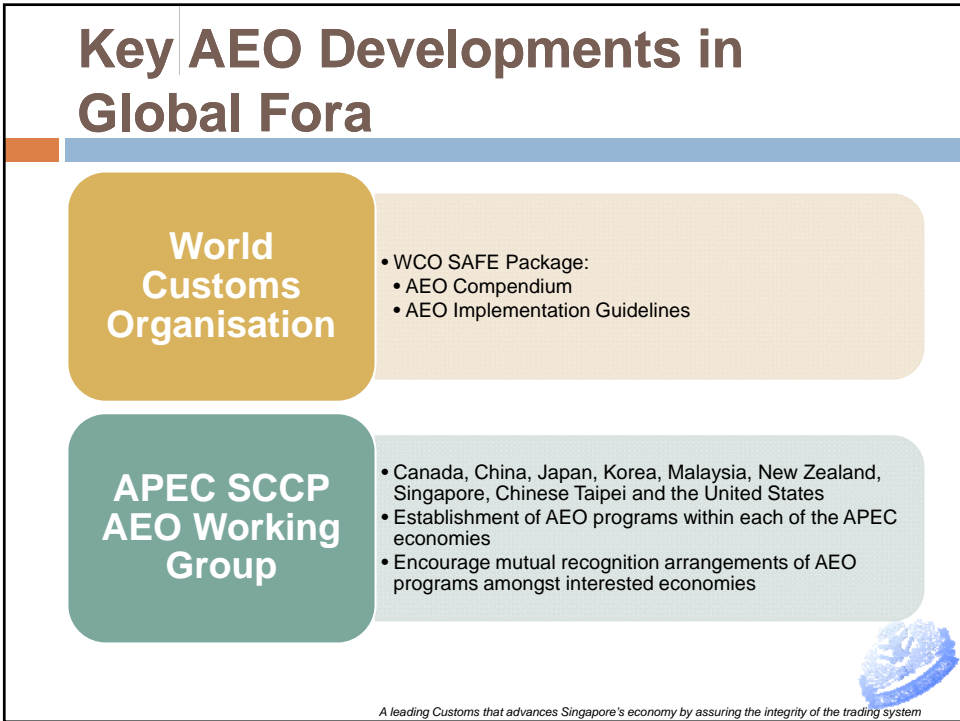 Key AEO Developments in
Global Fora
World
Customs
Organisation
• WCO SAFE Package:
• AEO Compendium
• AEO Implementation Guidelines
APEC SCCP
AEO Working
Group
• Canada, China, Japan, Korea, Malaysia, New Zealand,
Singapore, Chinese Taipei and the United States
• Establishment of AEO programs within each of the APEC
economies
• Encourage mutual recognition arrangements of AEO
programs amongst interested economies
A leading Customs that advances Singapore's economy by assuring the integrity of the trading system